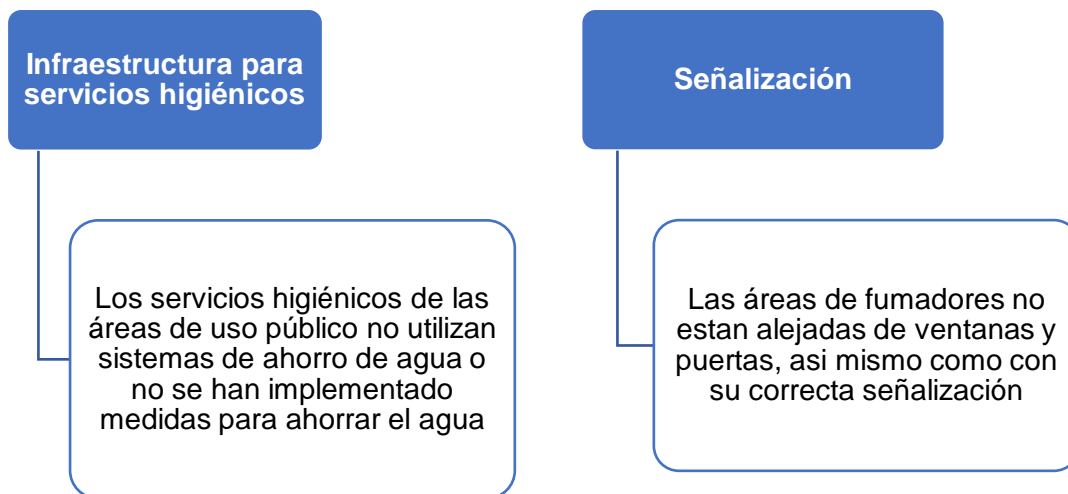 Infraestructura para
servicios higiénicos
Los servicios higiénicos de las
áreas de uso público no utilizan
sistemas de ahorro de agua o
no se han implementado
medidas para ahorrar el agua
Señalización
Las áreas de fumadores no
estan alejadas de ventanas y
puertas, asi mismo como con
su correcta señalización